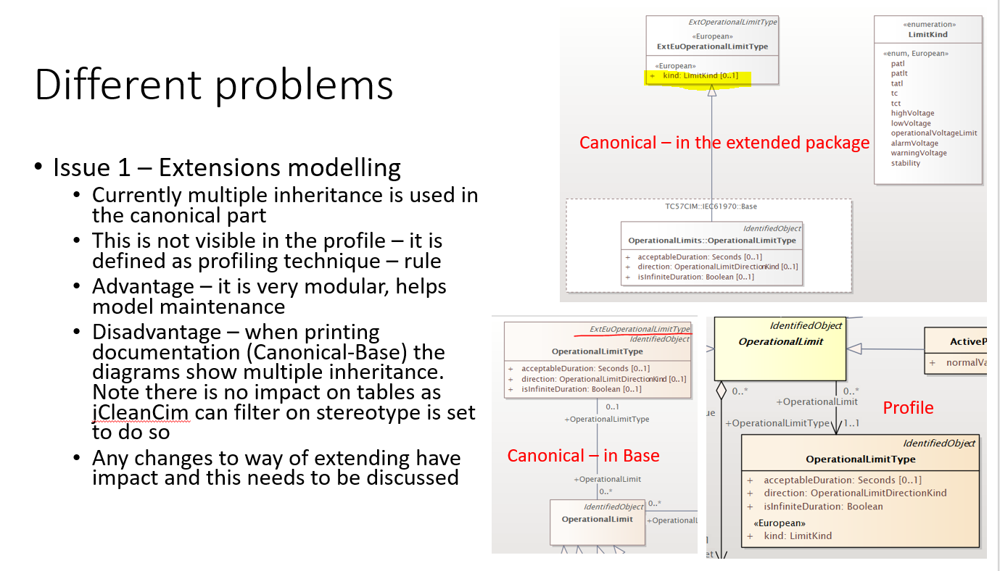 Different problems
• Issue 1 – Extensions modelling
• Currently multiple inheritance is used in
the canonical part
• This is not visible in the profile – it is
defined as profiling technique – rule
• Advantage – it is very modular, helps
model maintenance
• Disadvantage – when printing
documentation (Canonical-Base) the
diagrams show multiple inheritance.
Note there is no impact on tables as
jCleanCim can filter on stereotype is set
to do so
• Any changes to way of extending have
impact and this needs to be discussed
ExtOperationalLimitType
«European»
ExtEuOperationalLimitType
«European»
+ kind: LimitKind [0..1]
«enumeration»
LimitKind
«enum, European»
patl
patlt
tatl
tc
tct
highVoltage
lowVoltage
operationalVoltageLimit
alarmVoltage
warningVoltage
stability
Canonical – in the extended package
TC57CIM::IEC61970::Base
IdentifiedObject
OperationalLimits::OperationalLimitType
+ acceptableDuration: Seconds [0..1]
+ direction: OperationalLimitDirectionKind [0..1]
+ isInfiniteDuration: Boolean [0..1]
ExtEuOperationalLimitType
IdentifiedObject
OperationalLimitType
+ acceptableDuration: Seconds [0..1]
+ direction: OperationalLimitDirectionKind [0..1]
+ isInfiniteDuration: Boolean [0..1]
0..1
+OperationalLimitType
Canonical – in Base
+OperationalLimit
0..*
IdentifiedObject
OperationalLimit
0..*
+OperationalL
IdentifiedObject
OperationalLimit
ActiveP
+ normalVa
0..*
0..*
+OperationalLimit
Profile
ue
+OperationalLimitType
1..1
IdentifiedObject
OperationalLimitType
+ acceptableDuration: Seconds [0..1]
+ direction: OperationalLimitDirectionKind
+ isInfiniteDuration: Boolean
«European»
+ kind: LimitKind
et